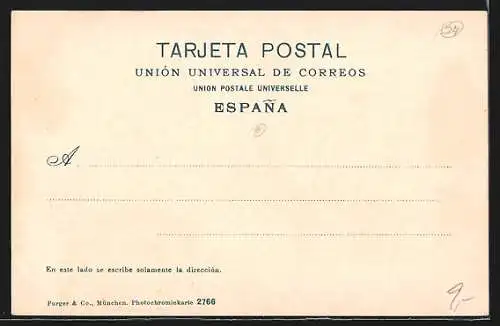 TARJETA POSTAL
UNIÓN UNIVERSAL DE CORREOS
UNION POSTALE UNIVERSELLE
ESPAÑA
A
En este lado se escribe solamente la dirección.
Purger & Co., München. Photochromiekarte 2766
9,-